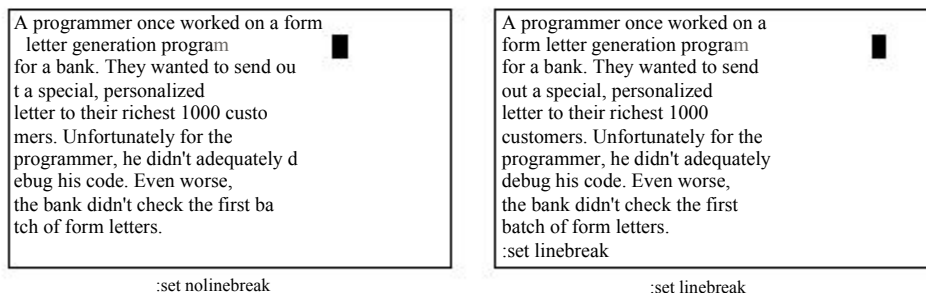 A programmer once worked on a form
letter generation program
for a bank. They wanted to send ou
t a special, personalized
letter to their richest 1000 custo
mers. Unfortunately for the
programmer, he didn't adequately d
ebug his code. Even worse,
the bank didn't check the first ba
tch of form letters.
:set nolinebreak
A programmer once worked on a
form letter generation program
for a bank. They wanted to send
out a special, personalized
letter to their richest 1000
customers. Unfortunately for the
programmer, he didn't adequately
debug his code. Even worse,
the bank didn't check the first
batch of form letters.
:set linebreak
:set linebreak